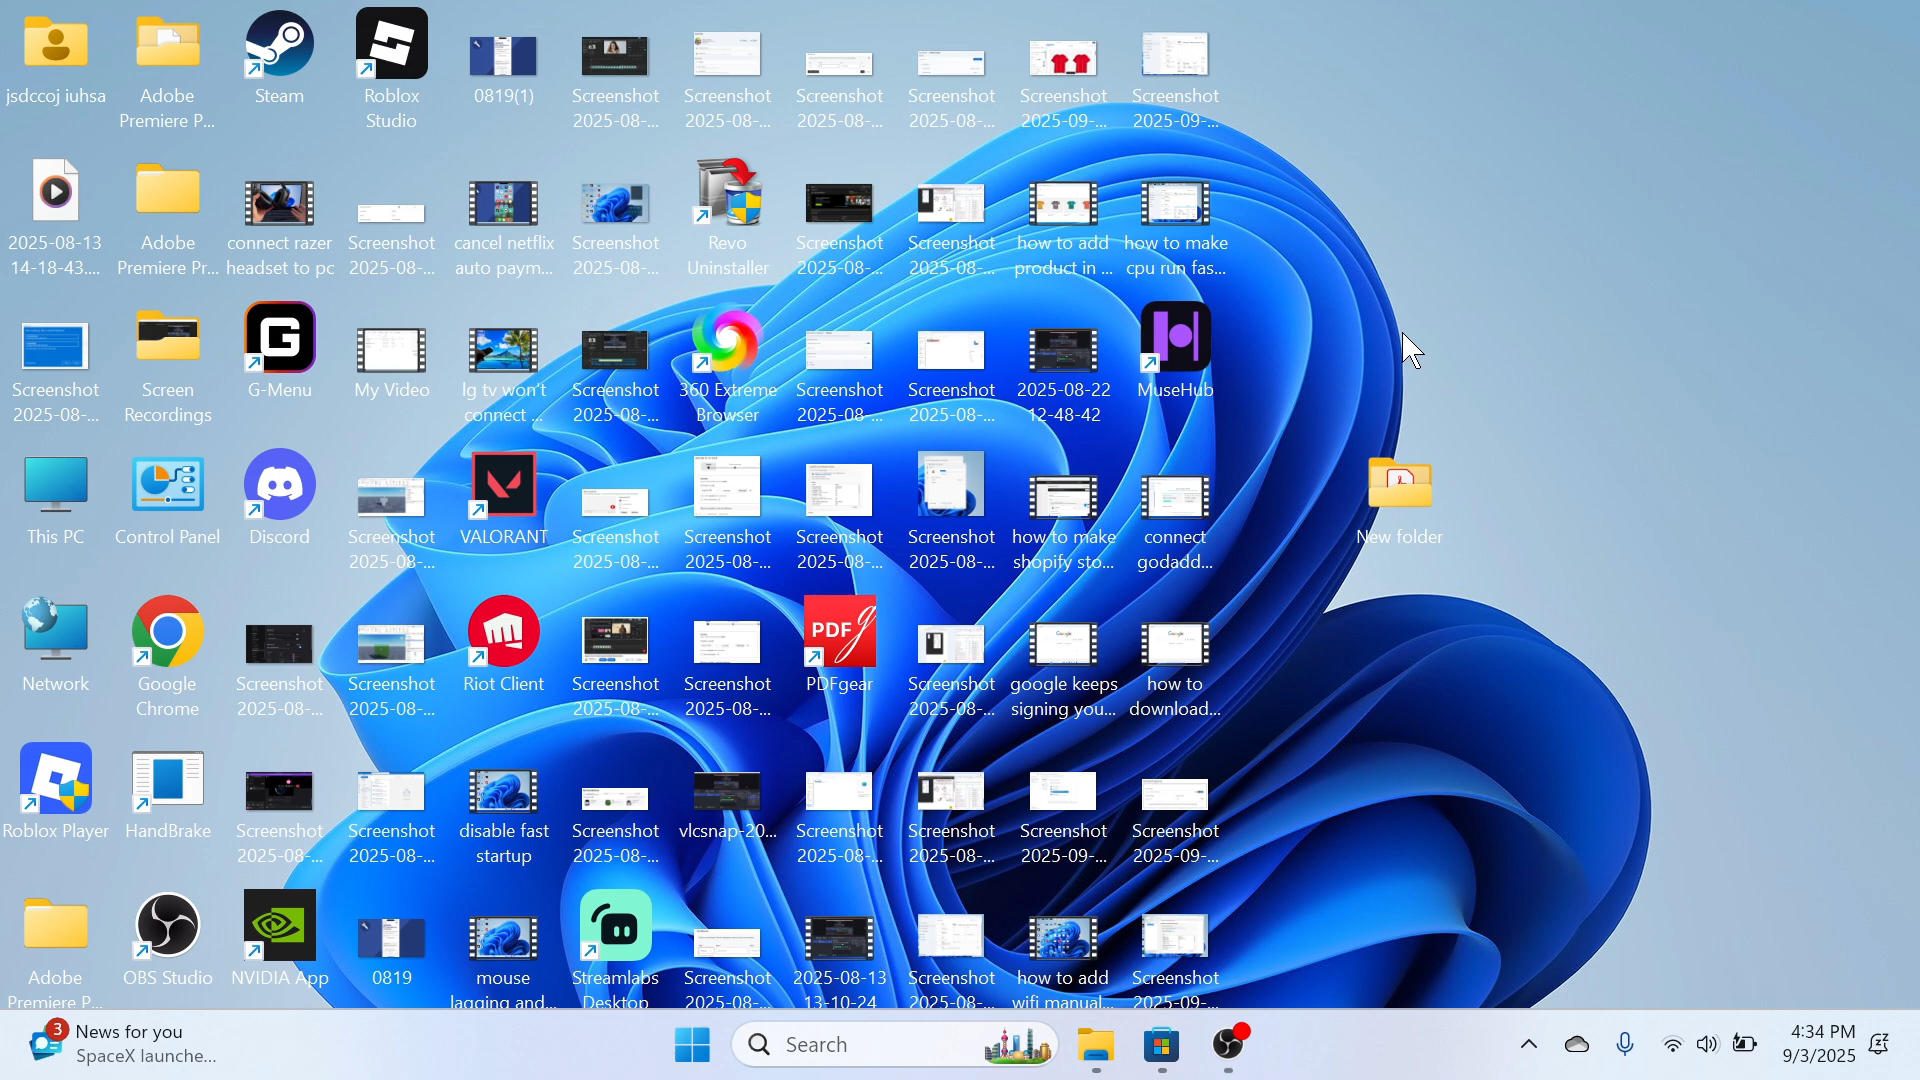 jsdccoj iuhsa
Adobe
Premiere P...
Steam
Roblox
Studio
0819(1)
Screenshot
2025-08-...
Screenshot
2025-08-...
Screenshot
2025-08-...
Screenshot
2025-08-...
Screenshot
2025-09-...
Screenshot
2025-09-...
2025-08-13
14-18-43....
Adobe
Premiere Pr...
connect razer
headset to pc
Screenshot
2025-08-...
cancel netflix
auto paym...
Screenshot
2025-08-...
Revo
Uninstaller
Screenshot
2025-08-...
Screenshot
2025-08-...
how to add
product in ...
how to make
cpu run fas...
Screenshot
2025-08-...
Screen
Recordings
G-Menu
My Video
lg tv won't
connect ...
Screenshot
2025-08-...
360 Extreme
Browser
Screenshot
2025-08-...
Screenshot
2025-08-...
2025-08-22
12-48-42
MuseHub
This PC
Control Panel
Discord
Screenshot
2025-08-...
VALORANT
Screenshot
2025-08-...
Screenshot
2025-08-...
Screenshot
2025-08-...
Screenshot
2025-08-...
how to make
shopify sto...
connect
godadd...
New folder
Network
Google
Chrome
Screenshot
2025-08-...
Screenshot
2025-08-...
Riot Client
Screenshot
2025-08-...
Screenshot
2025-08-...
PDF
PDFgear
Screenshot
2025-08-...
google keeps
signing you...
how to
download...
Roblox Player
HandBrake
Screenshot
2025-08-...
Screenshot
2025-08-...
disable fast
startup
Screenshot
2025-08-...
vlcsnap-20...
Screenshot
2025-08-...
Screenshot
2025-08-...
Screenshot
2025-09-...
Screenshot
2025-09-...
Adobe
Premiere P...
OBS Studio
NVIDIA App
0819
mouse
lagging and...
Streamlabs
Desktop
Screenshot
2025-08-...
2025-08-13
13-10-24
Screenshot
2025-08-...
how to add
wifi manual...
Screenshot
2025-09-...
3
News for you
SpaceX launche...
Search
4:34 PM
9/3/2025